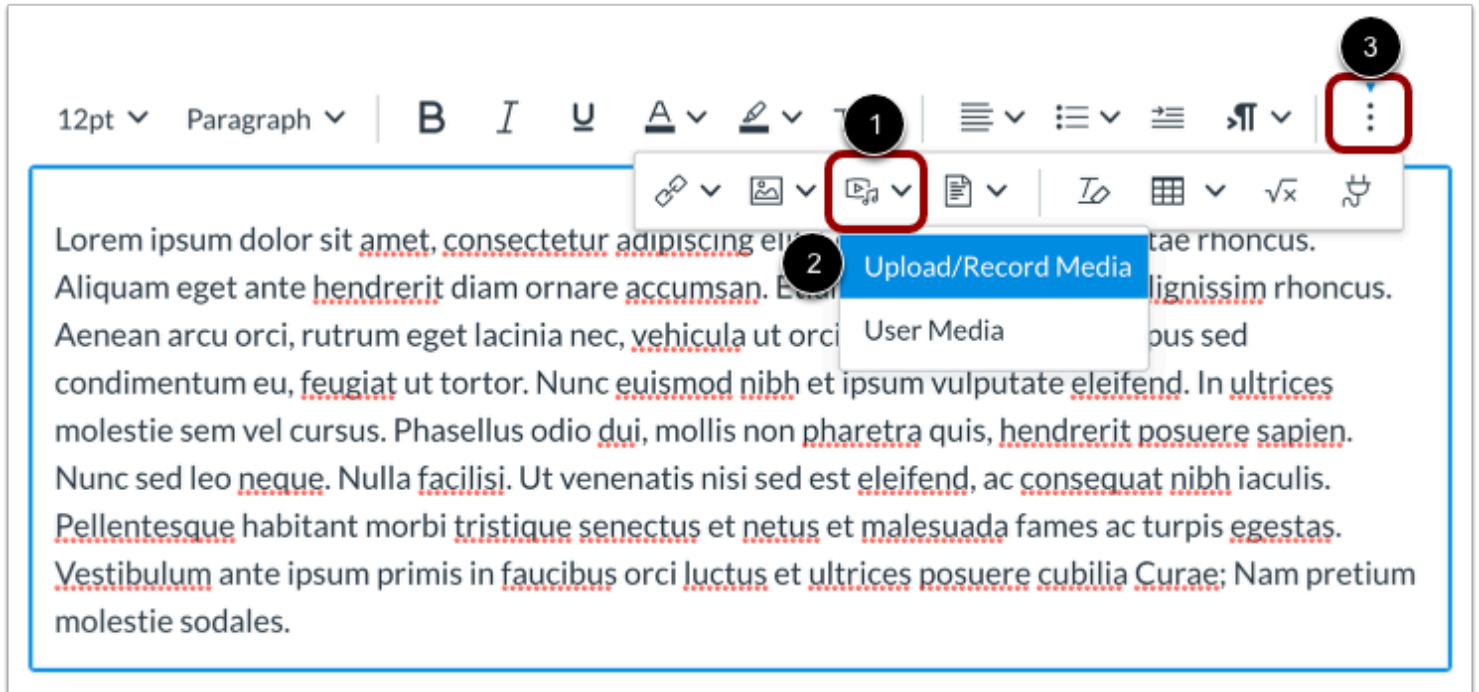 3
12pt Paragraph B I U A
1
Lorem ipsum dolor sit amet, consectetur adipiscing tae rhoncus.
2 Upload/Record Media
Aliquam eget ante hendrerit diam ornare accumsan. rhoncus.
User Media
Aenean arcu orci, rutrum eget lacinia nec, vehicula ut orci sed
condimentum eu, feugiat ut tortor. Nunc euismod nibh et ipsum vulputate eleifend. In ultrices
molestie sem vel cursus. Phasellus odio dui, mollis non pharetra quis, hendrerit posuere sapien.
Nunc sed leo neque. Nulla facilisi. Ut venenatis nisi sed est eleifend, ac consequat nibh iaculis.
Pellentesque habitant morbi tristique senectus et netus et malesuada fames ac turpis egestas.
Vestibulum ante ipsum primis in faucibus orci luctus et ultrices posuere cubilia Curae; Nam pretium
molestie sodales.